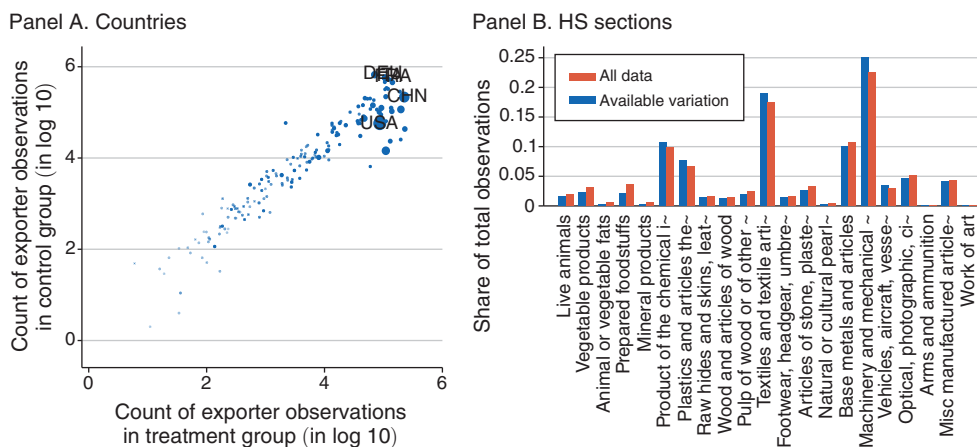 Panel A. Countries
Count of exporter observations
in control group (in log 10)
6
4
2
0
DEU
ITA
CHN
USA
0 2 4 6
Count of exporter observations
in treatment group (in log 10)
Panel B. HS sections
Share of total observations
0.25
0.2
0.15
0.1
0.05
0
All data
Available variation
Live animals
Vegetable products
Animal or vegetable fats
Prepared foodstuffs
Mineral products
Product of the chemical i~
Plastics and articles the~
Raw hides and skins, leat~
Wood and articles of wood
Pulp of wood or of other ~
Textiles and textile arti~
Footwear, headgear, umbre~
Articles of stone, plaste~
Natural or cultural pearl~
Base metals and articles
Machinery and mechanical ~
Vehicles, aircraft, vesse~
Optical, photographic, ci~
Arms and ammunition
Misc manufactured article~
Work of art